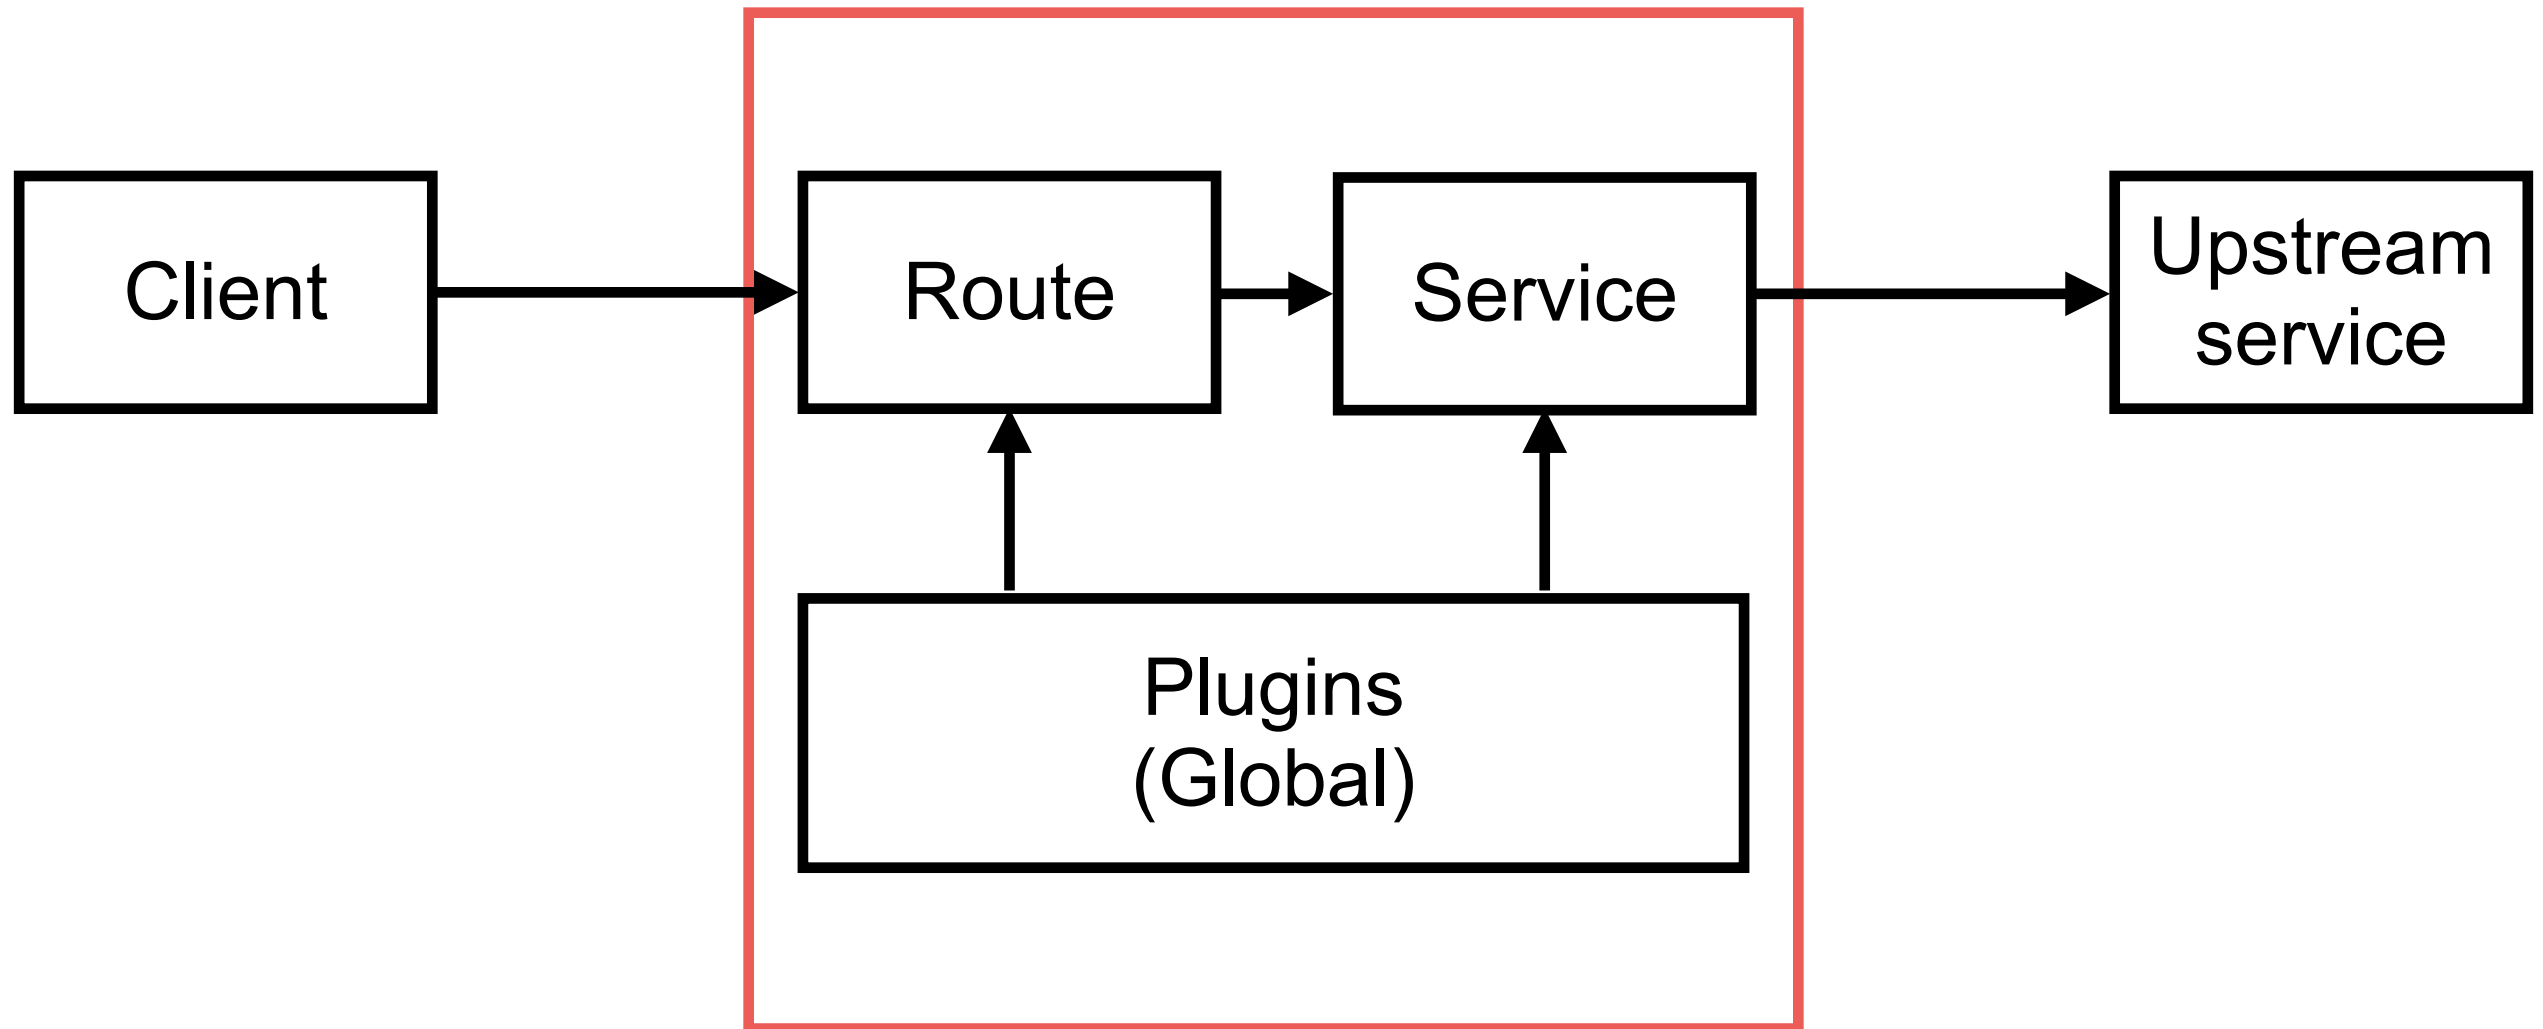 Client
Route
Service
Upstream
service
Plugins
(Global)